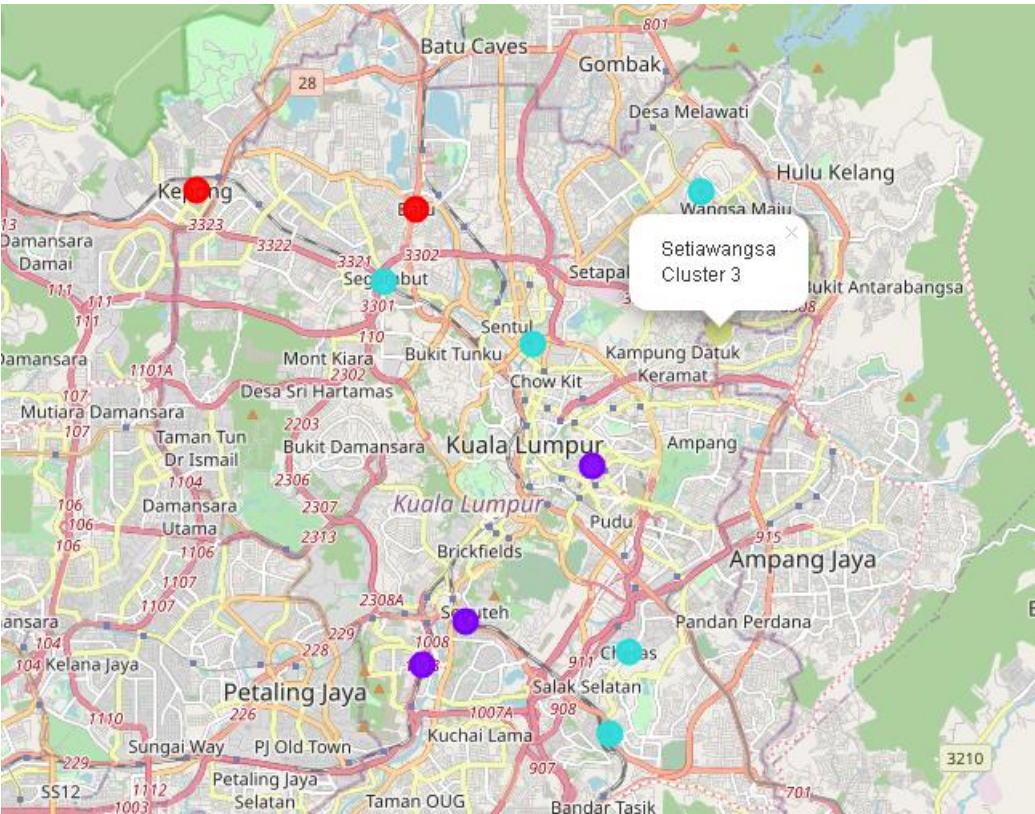 801
Batu Caves
Gombak
28
Desa Melawati
Hulu Kelang
Wangsa Maju
3323
13
3322
Damansara
Damai
3321
3302
Setiawangsa
×
Cluster 3
111
111
111
3301
110
Bukit Antarabangsa
Sentul
Mont Kiara
Bukit Tunku
Kampung Datuk
Keramat
Damansara
1101A
2302
Desa Sri Hartamas
Chow Kit
107
Mutiara Damansara
107
2203
Taman Tun
Dr Ismail
Bukit Damansara
Kuala Lumpur
Ampang
1104
2306
106
Damansara
Utama
2307
Kuala Lumpur
106
106
2313
Pudu
1106
915
Brickfields
Ampang Jaya
1107
1107
2308A
229
1008
Pandan Perdana
104
228
104
Kelana Jaya
911
Petaling Jaya
Salak Selatan
1110
226
1007A
908
Sungai Way
PJ Old Town
Kuchai Lama
229
907
3210
SS12
1112
Petaling Jaya
Selatan
Taman OUG
1003
Bandar Tasik
701